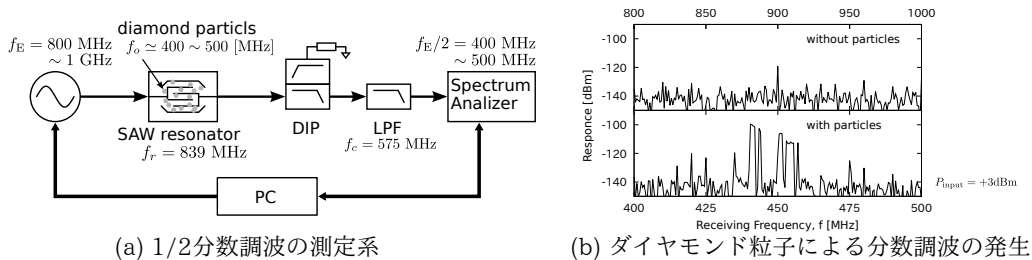 diamond particls
f_o ≃ 400 ∼ 500 [MHz]
f_E = 800 MHz
∼ 1 GHz
SAW resonator
f_r = 839 MHz
DIP
LPF
f_c = 575 MHz
f_E/2 = 400 MHz
∼ 500 MHz
Spectrum
Analizer
PC
(a) 1/2分数調波の測定系
800 850 900 950 1000
without particles
-100
-120
-140
with particles
-100
-120
-140
Responce [dBm]
400 425 450 475 500
Receiving Frequency, f [MHz]
P_input = +3dBm
(b) ダイヤモンド粒子による分数調波の発生